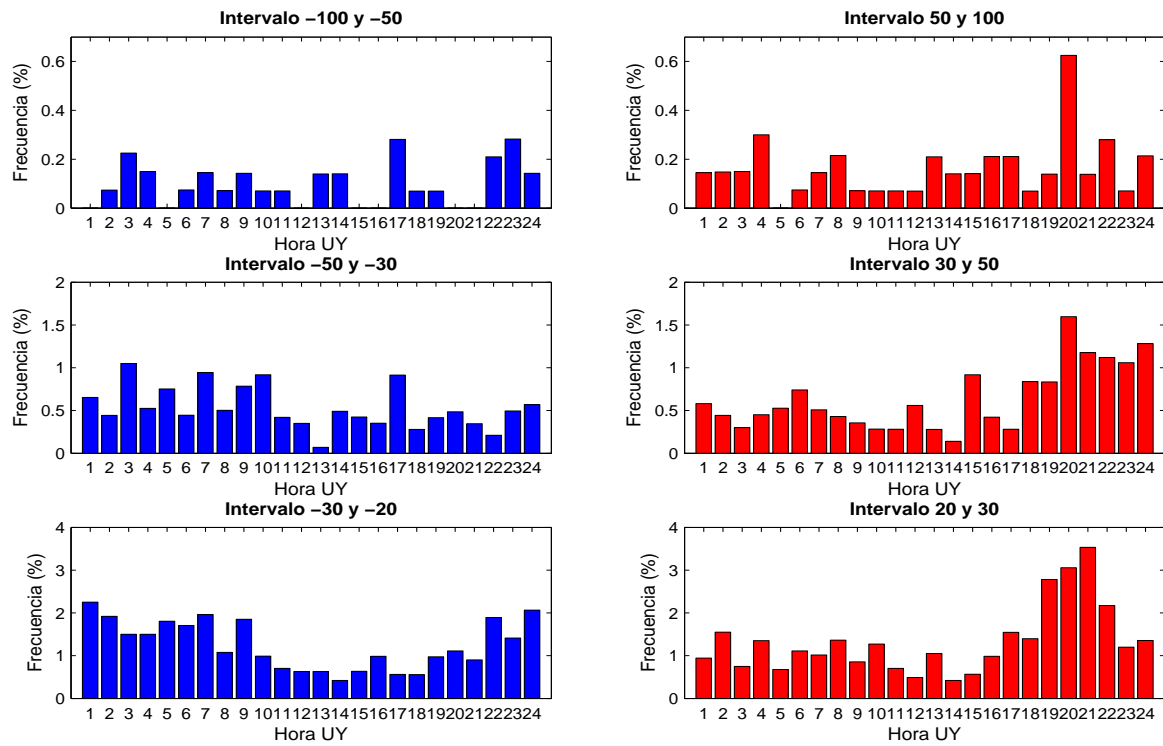 Intervalo −100 y −50
Frecuencia (%)
0.6
0.4
0.2
0
1 2 3 4 5 6 7 8 9 10 11 12 13 14 15 16 17 18 19 20 21 22 23 24
Hora UY
Intervalo 50 y 100
Frecuencia (%)
0.6
0.4
0.2
0
1 2 3 4 5 6 7 8 9 10 11 12 13 14 15 16 17 18 19 20 21 22 23 24
Hora UY
Intervalo −50 y −30
Frecuencia (%)
2
1.5
1
0.5
0
1 2 3 4 5 6 7 8 9 10 11 12 13 14 15 16 17 18 19 20 21 22 23 24
Hora UY
Intervalo 30 y 50
Frecuencia (%)
2
1.5
1
0.5
0
1 2 3 4 5 6 7 8 9 10 11 12 13 14 15 16 17 18 19 20 21 22 23 24
Hora UY
Intervalo −30 y −20
Frecuencia (%)
4
3
2
1
0
1 2 3 4 5 6 7 8 9 10 11 12 13 14 15 16 17 18 19 20 21 22 23 24
Hora UY
Intervalo 20 y 30
Frecuencia (%)
4
3
2
1
0
1 2 3 4 5 6 7 8 9 10 11 12 13 14 15 16 17 18 19 20 21 22 23 24
Hora UY